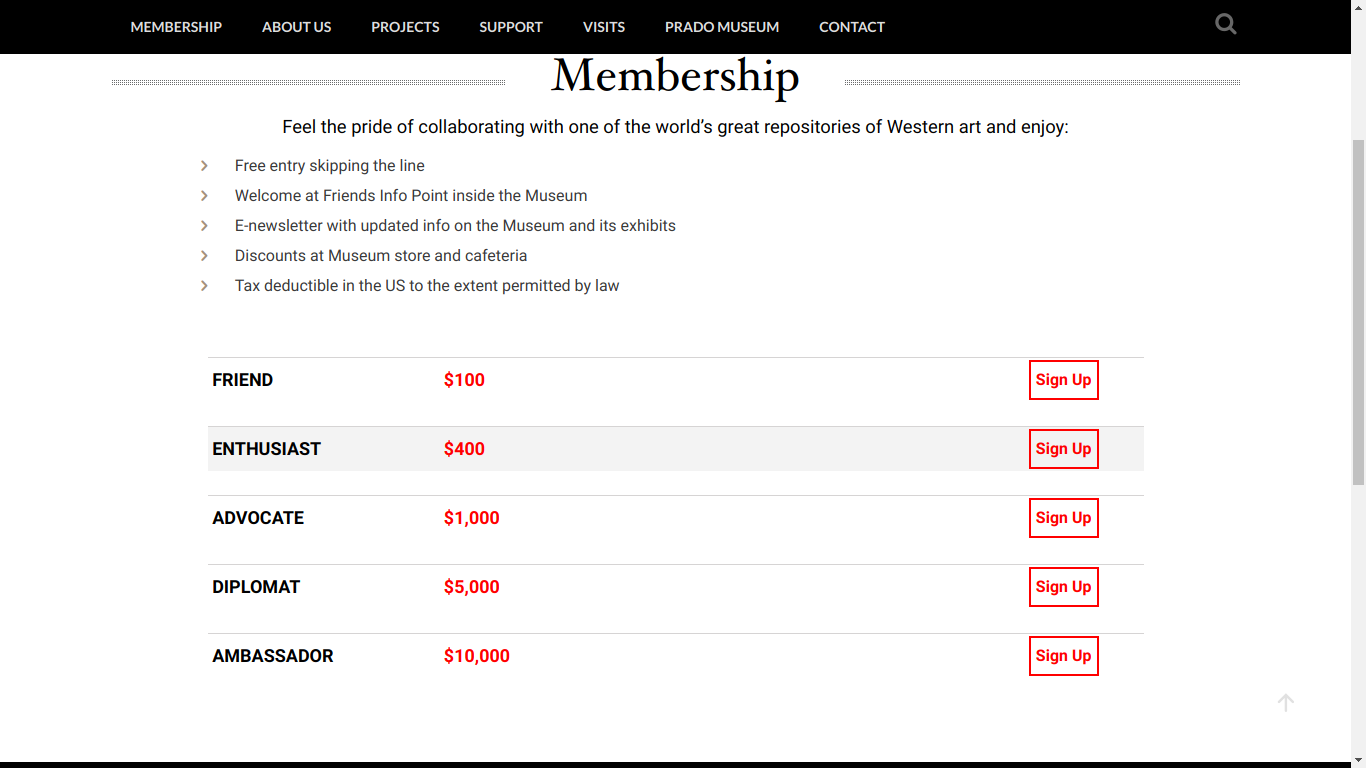 MEMBERSHIP ABOUT US PROJECTS SUPPORT VISITS PRADO MUSEUM CONTACT
Membership
Feel the pride of collaborating with one of the world’s great repositories of Western art and enjoy:
Free entry skipping the line
Welcome at Friends Info Point inside the Museum
E-newsletter with updated info on the Museum and its exhibits
Discounts at Museum store and cafeteria
Tax deductible in the US to the extent permitted by law
FRIEND $100 Sign Up
ENTHUSIAST $400 Sign Up
ADVOCATE $1,000 Sign Up
DIPLOMAT $5,000 Sign Up
AMBASSADOR $10,000 Sign Up